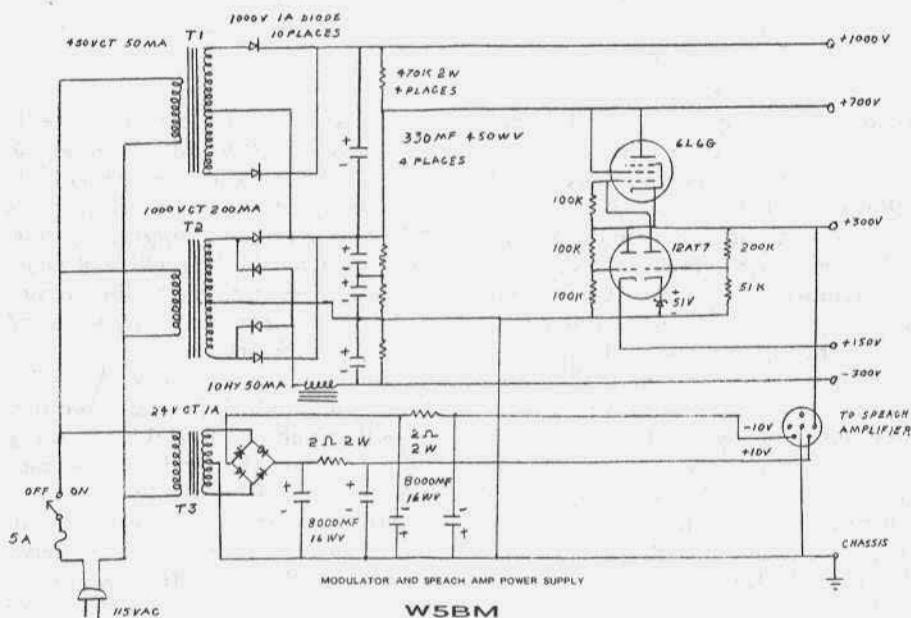 1000V 1A DIODE
10 PLACES
450VCT 50MA
T1
+1000V
470K 2W
4 PLACES
+700V
330MF 450WV
4 PLACES
6L6G
100K
1000VCT 200MA
T2
+300V
100K
12AT7
200K
100K
51V
51K
+150V
10HY 50MA
-300V
24V CT 1A
TO SPEACH
AMPLIFIER
-10V
+10V
2Ω 2W
2Ω
2W
8000MF
16WV
8000MF
16WV
T3
OFF
ON
5A
CHASSIS
115VAC
MODULATOR AND SPEACH AMP POWER SUPPLY
W5BM